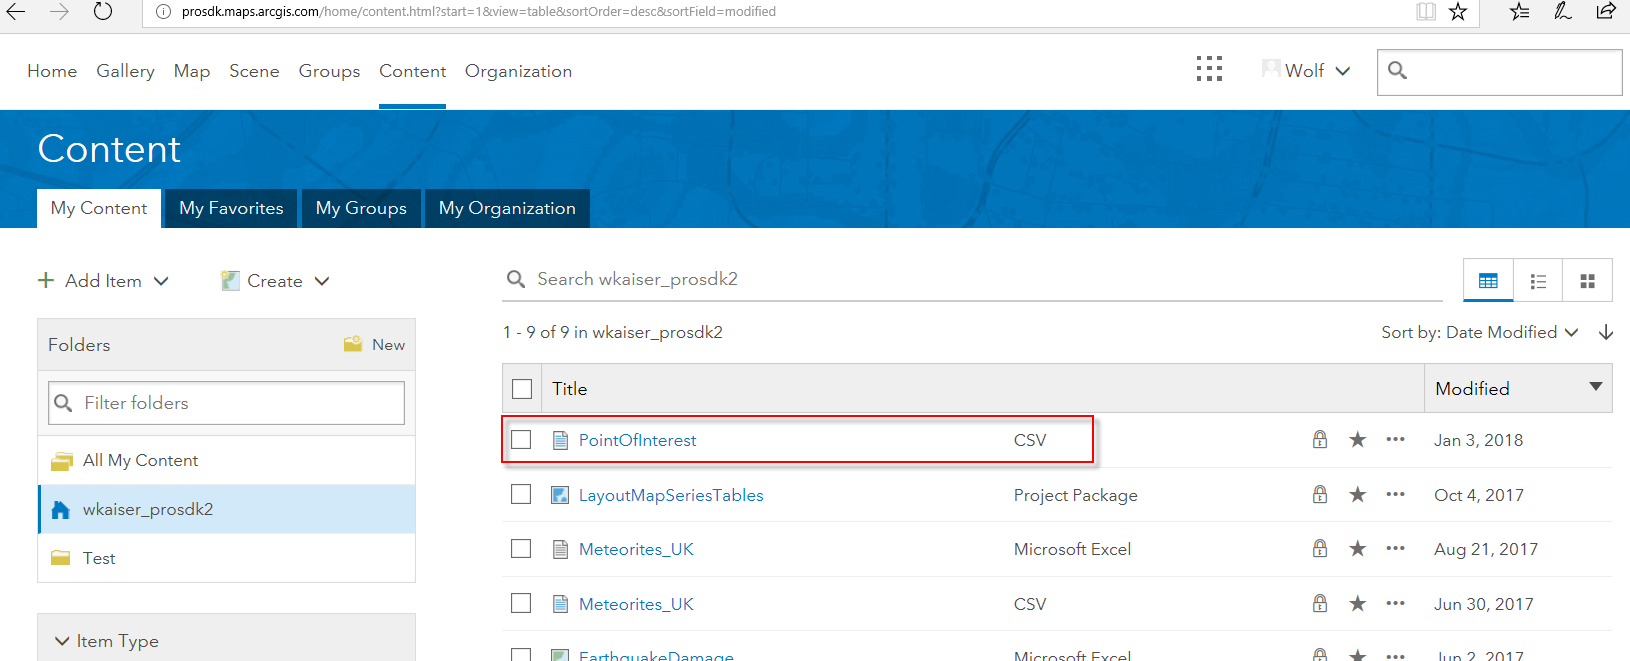 prosdk.maps.arcgis.com/home/content.html?start=1&view=table&sortOrder=desc&sortField=modified
Home Gallery Map Scene Groups Content Organization Wolf
Content
My Content My Favorites My Groups My Organization
Add Item Create Search wkaiser_prosdk2
Folders New
1 - 9 of 9 in wkaiser_prosdk2 Sort by: Date Modified
Filter folders
Title Modified
All My Content
PointOfInterest CSV Jan 3, 2018
wkaiser_prosdk2
LayoutMapSeriesTables Project Package Oct 4, 2017
Test
Meteorites_UK Microsoft Excel Aug 21, 2017
Meteorites_UK CSV Jun 30, 2017
Item Type
EarthquakeDamage Microsoft Excel Jun 2, 2017